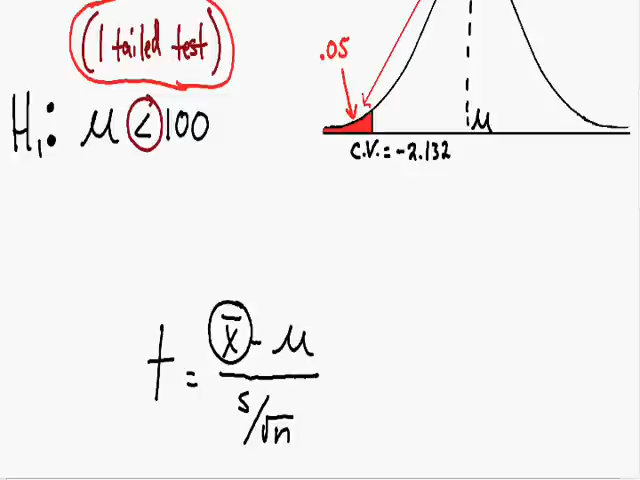 (1 tailed test)
.05
H₁: μ < 100
μ
C.V. = -2.132
t = x̄ - μ
s/√n